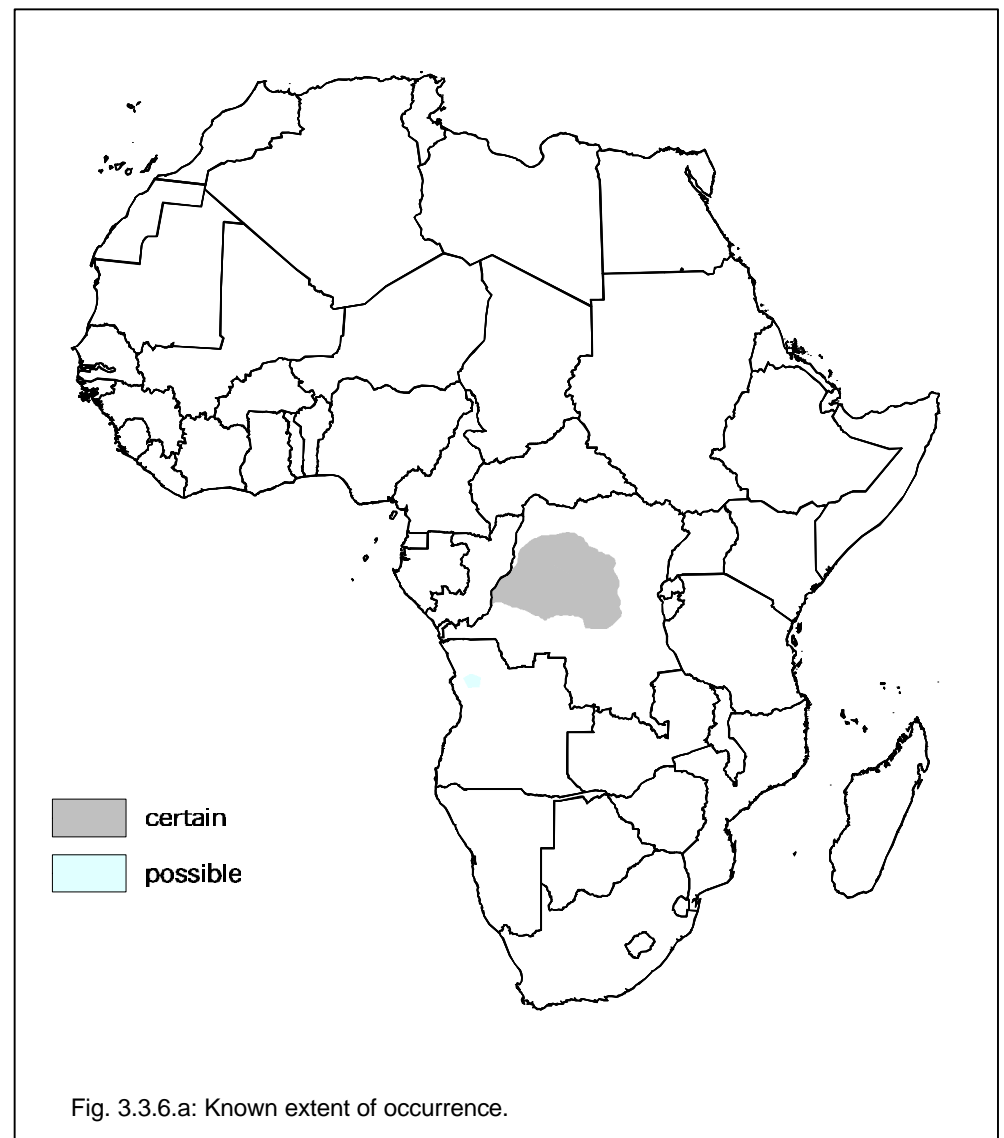 certain
possible
Fig. 3.3.6.a: Known extent of occurrence.